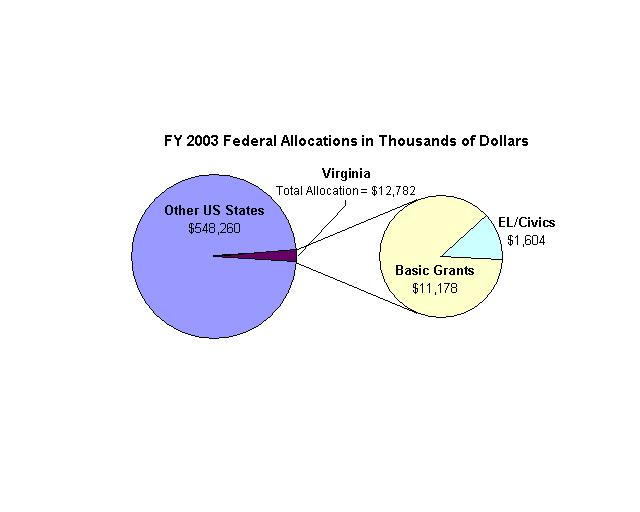 FY 2003 Federal Allocations in Thousands of Dollars
Virginia
Total Allocation = $12,782
Other US States
$548,260
EL/Civics
$1,604
Basic Grants
$11,178